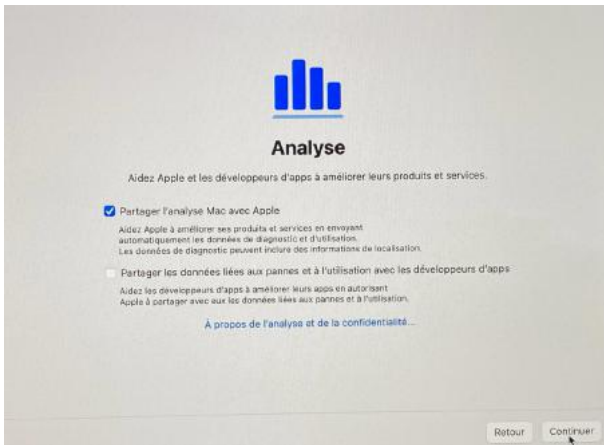 Analyse
Aidez Apple et les développeurs d'apps à améliorer leurs produits et services.
Partager l'analyse Mac avec Apple
Aidez Apple à améliorer ses produits et services en envoyant
automatiquement les données de diagnostic et d'utilisation.
Les données de diagnostic peuvent inclure des informations de localisation.
Partager les données liées aux pannes et à l'utilisation avec les développeurs d'apps
Aidez les développeurs d'apps à améliorer leurs apps en autorisant
Apple à partager avec eux les données liées aux pannes et à l'utilisation.
À propos de l'analyse et de la confidentialité...
Retour Continuer